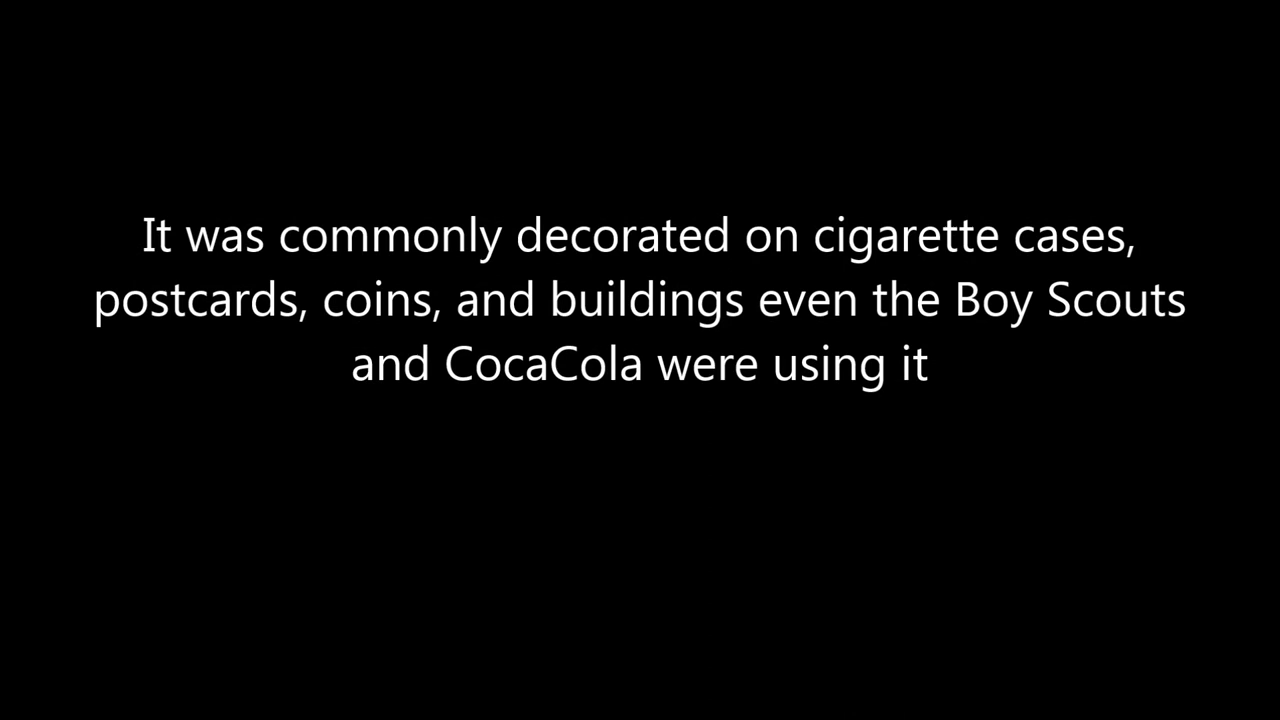 It was commonly decorated on cigarette cases,
postcards, coins, and buildings even the Boy Scouts
and CocaCola were using it